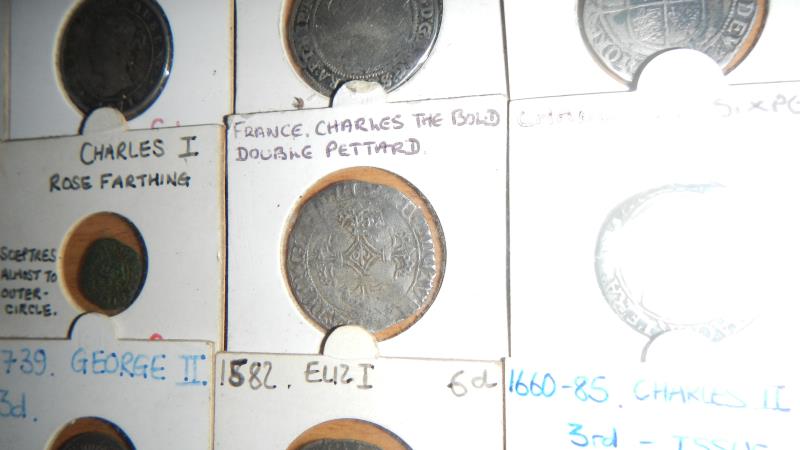 CHARLES I
ROSE FARTHING
SCEPTRES
ALMOST TO
OUTER-
CIRCLE.
FRANCE. CHARLES THE BOLD
DOUBLE PETTARD.
739. GEORGE II.
3d.
1582. ELIZ I 6d
1660-85. CHARLES II
3rd - ISSUE